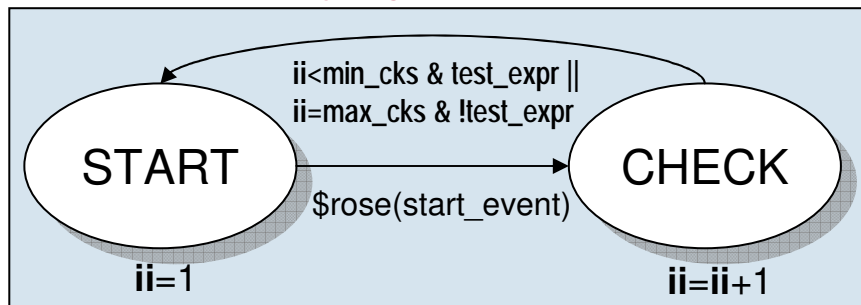 ii<min_cks & test_expr ||
ii=max_cks & !test_expr
START
CHECK
$rose(start_event)
ii=1
ii=ii+1